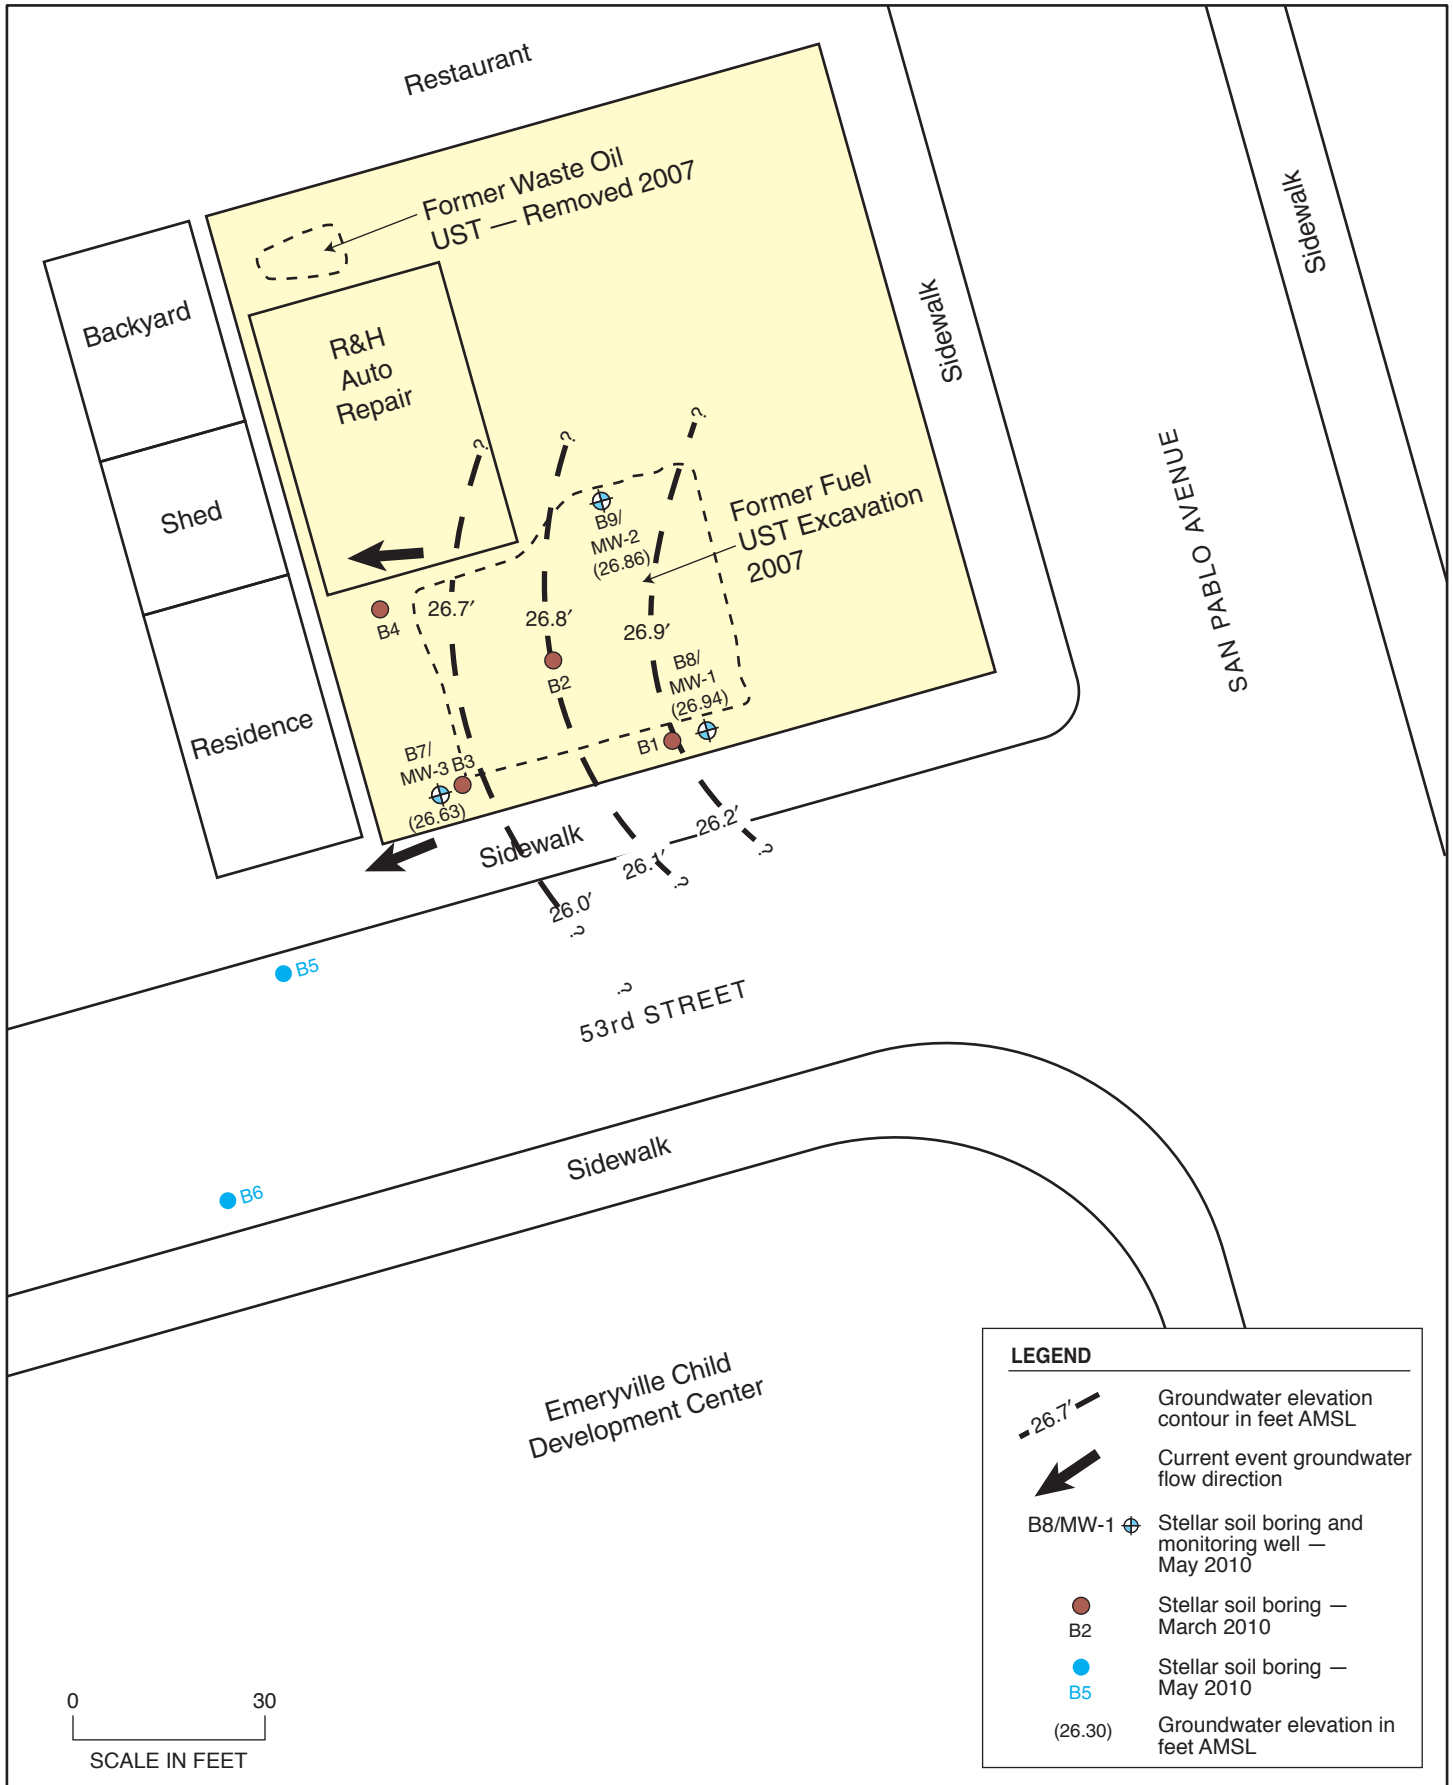 Restaurant
Former Waste Oil
UST — Removed 2007
Sidewalk
Sidewalk
Backyard
R&H
Auto
Repair
?
?
?
Shed
B9/
MW-2
(26.86)
Former Fuel
UST Excavation
2007
SAN PABLO AVENUE
26.7′
26.8′
26.9′
B4
B2
B8/
MW-1
(26.94)
Residence
B1
B7/
MW-3
B3
(26.63)
Sidewalk
26.2′
?
26.1′
?
26.0′
?
B5
?
53rd STREET
Sidewalk
B6
Emeryville Child
Development Center
LEGEND
26.7′
Groundwater elevation
contour in feet AMSL
Current event groundwater
flow direction
B8/MW-1
Stellar soil boring and
monitoring well —
May 2010
B2
Stellar soil boring —
March 2010
B5
Stellar soil boring —
May 2010
(26.30)
Groundwater elevation in
feet AMSL
0 30
SCALE IN FEET